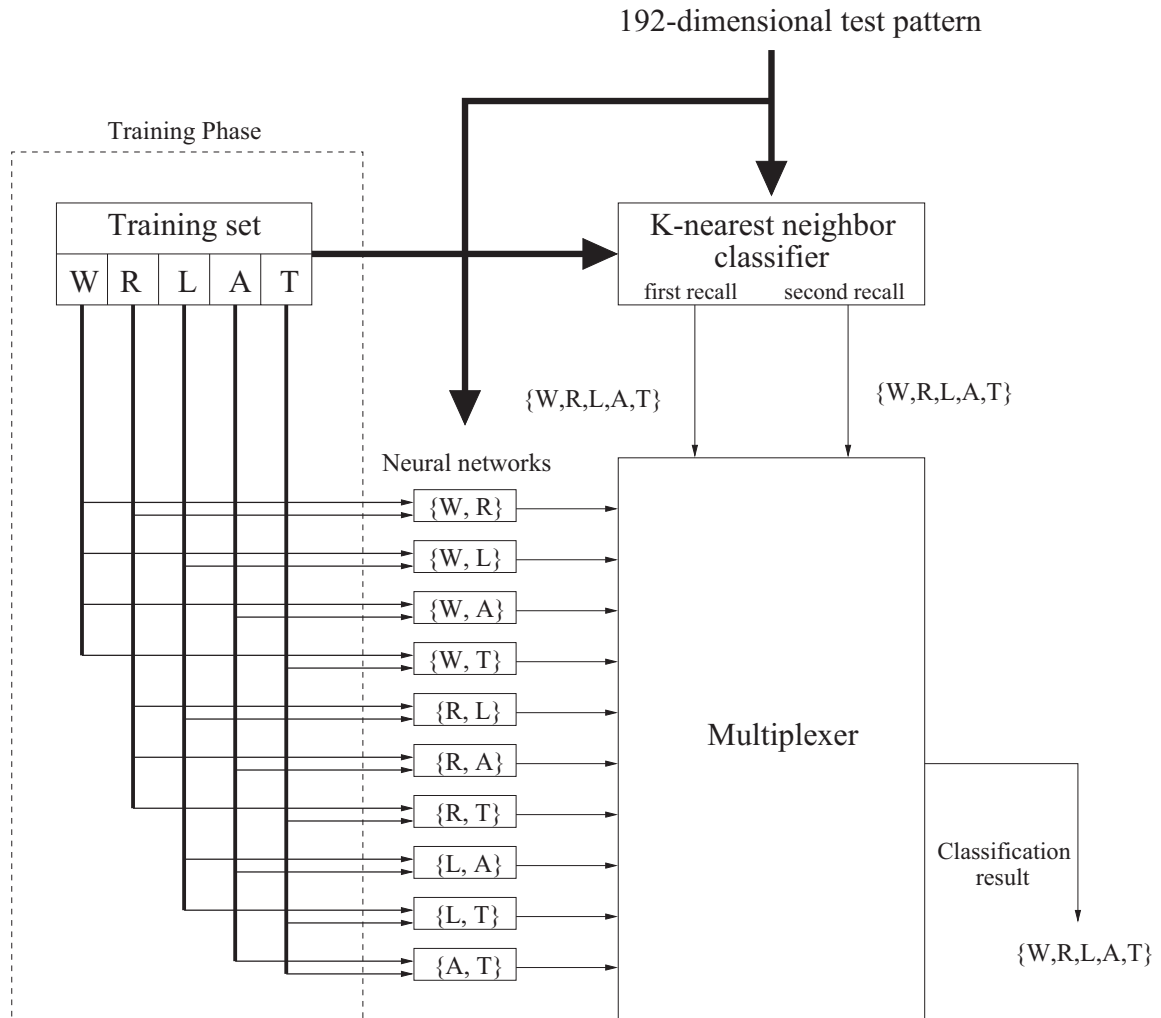 192-dimensional test pattern
Training Phase
Training set
W R L A T
K-nearest neighbor
classifier
first recall second recall
{W,R,L,A,T}
{W,R,L,A,T}
Neural networks
{W, R}
{W, L}
{W, A}
{W, T}
{R, L}
{R, A}
{R, T}
{L, A}
{L, T}
{A, T}
Multiplexer
Classification
result
{W,R,L,A,T}